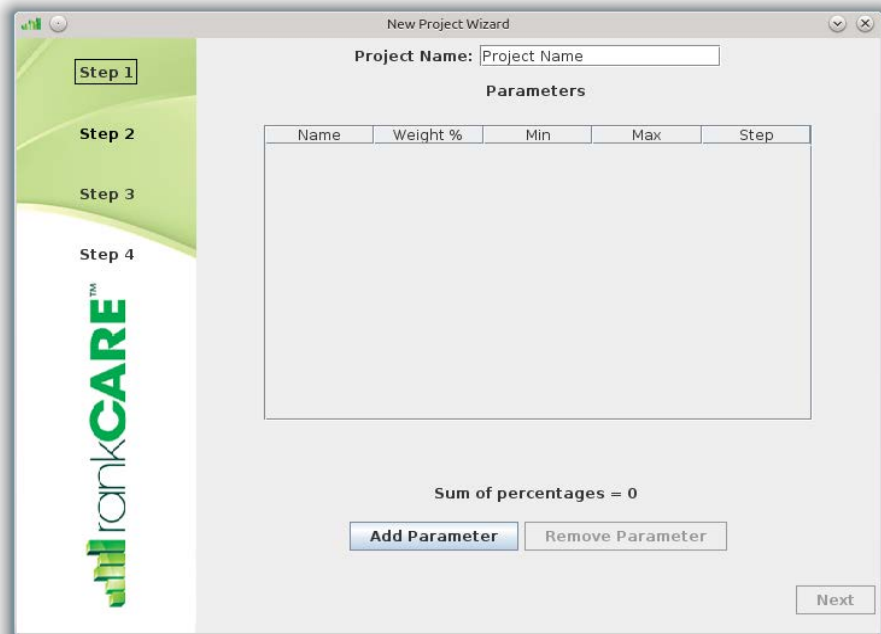 New Project Wizard
Step 1
Step 2
Step 3
Step 4
rankCARE™
Project Name: Project Name
Parameters
Name Weight % Min Max Step
Sum of percentages = 0
Add Parameter Remove Parameter
Next